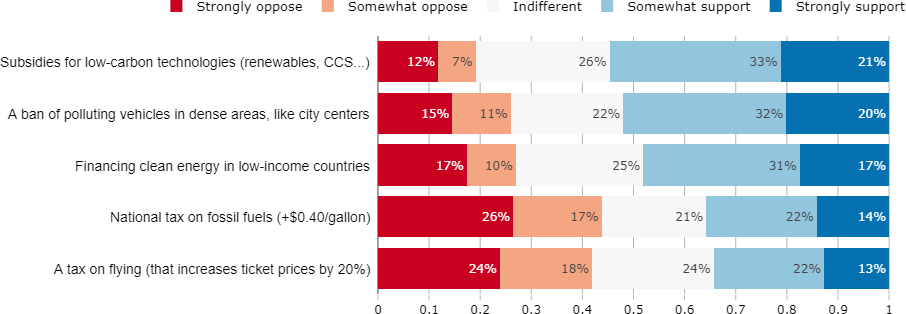 Strongly oppose Somewhat oppose Indifferent Somewhat support Strongly support
Subsidies for low-carbon technologies (renewables, CCS...) 12% 7% 26% 33% 21%
A ban of polluting vehicles in dense areas, like city centers 15% 11% 22% 32% 20%
Financing clean energy in low-income countries 17% 10% 25% 31% 17%
National tax on fossil fuels (+$0.40/gallon) 26% 17% 21% 22% 14%
A tax on flying (that increases ticket prices by 20%) 24% 18% 24% 22% 13%
0 0.1 0.2 0.3 0.4 0.5 0.6 0.7 0.8 0.9 1